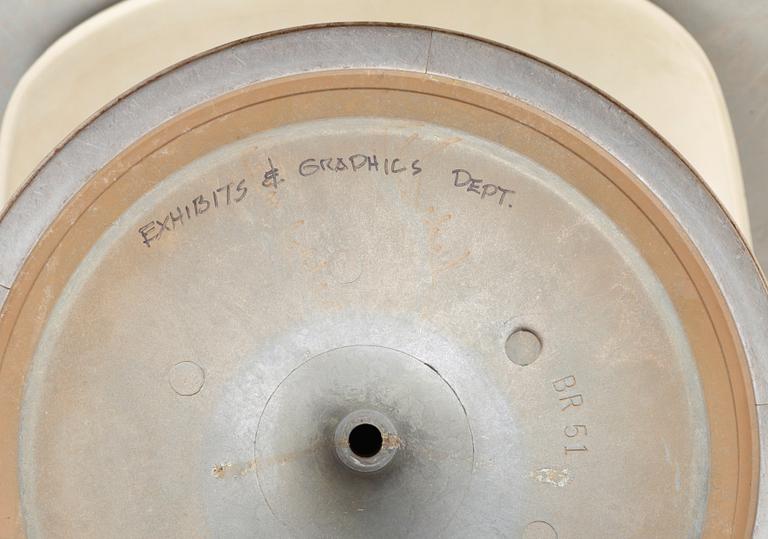 EXHIBITS & GRAPHICS DEPT.
BR 51